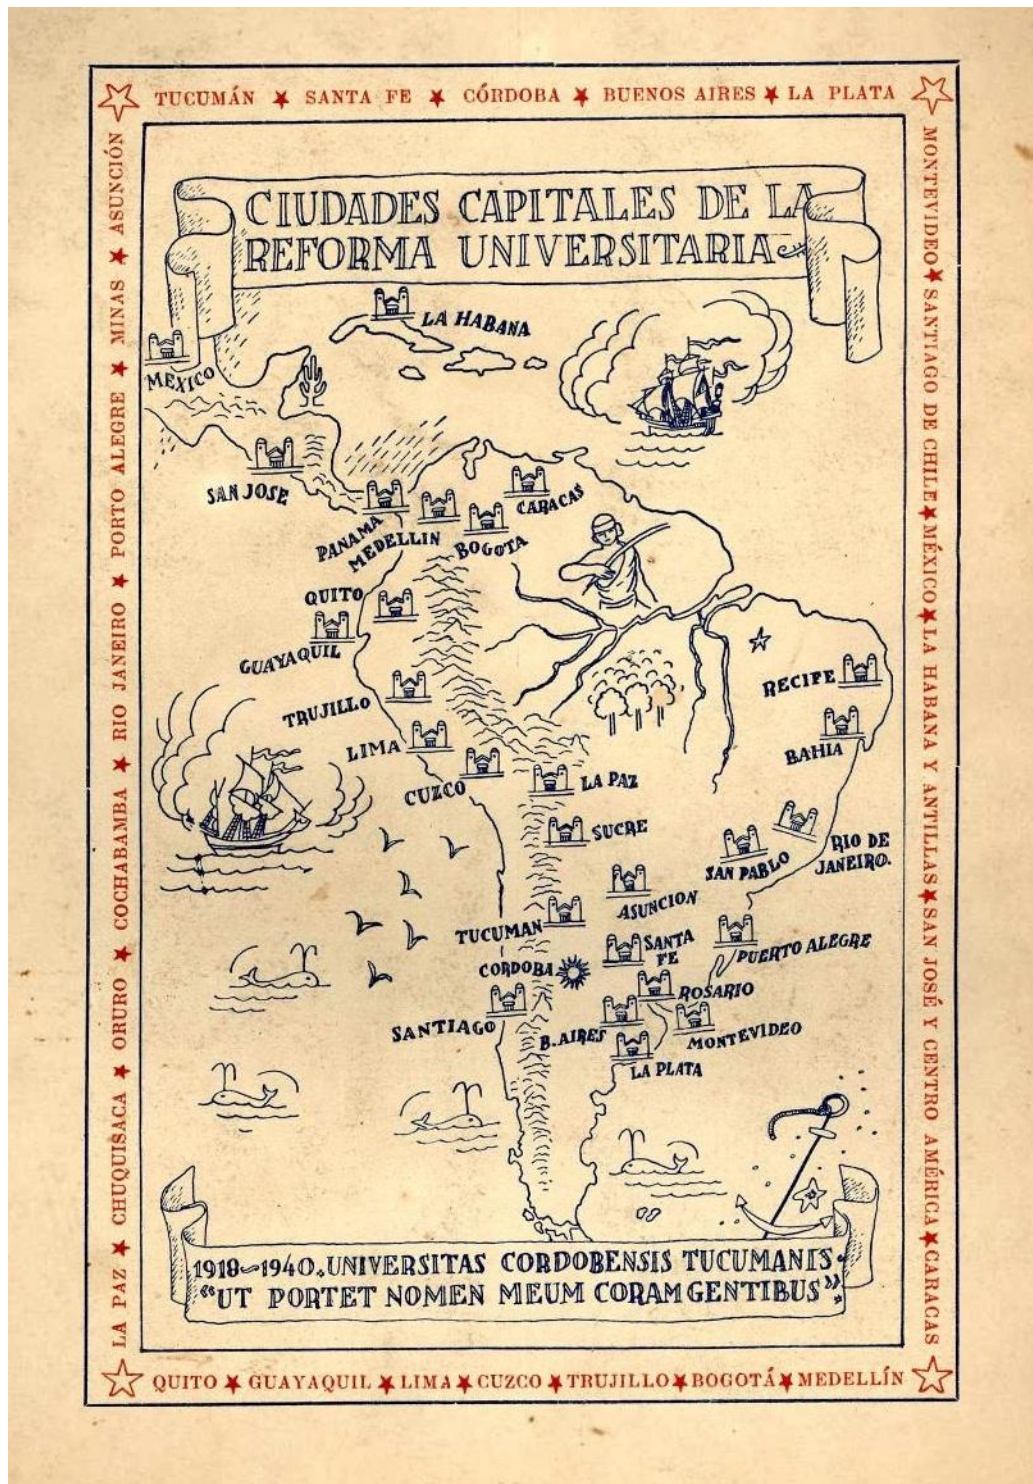 TUCUMÁN ★ SANTA FE ★ CÓRDOBA ★ BUENOS AIRES ★ LA PLATA
MONTEVIDEO ★ SANTIAGO DE CHILE ★ MÉXICO ★ LA HABANA Y ANTILLAS ★ SAN JOSÉ Y CENTRO AMÉRICA ★ CARACAS
LA PAZ ★ CHUQUISACA ★ ORURO ★ COCHABAMBA ★ RIO JANEIRO ★ PORTO ALEGRE ★ MINAS ★ ASUNCIÓN
CIUDADES CAPITALES DE LA
REFORMA UNIVERSITARIA
LA HABANA
MEXICO
SAN JOSE
CARACAS
PANAMA
MEDELLIN
BOGOTA
QUITO
GUAYAQUIL
RECIFE
TRUJILLO
LIMA
BAHIA
CUZCO
LA PAZ
SUCRE
RIO DE
JANEIRO.
SAN PABLO
ASUNCION
TUCUMAN
SANTA
FE
PUERTO ALEGRE
CORDOBA
ROSARIO
SANTIAGO
B. AIRES
MONTEVIDEO
LA PLATA
1918-1940. UNIVERSITAS CORDOBENSIS TUCUMANIS.
"UT PORTET NOMEN MEUM CORAM GENTIBUS"
QUITO ★ GUAYAQUIL ★ LIMA ★ CUZCO ★ TRUJILLO ★ BOGOTÁ ★ MEDELLÍN